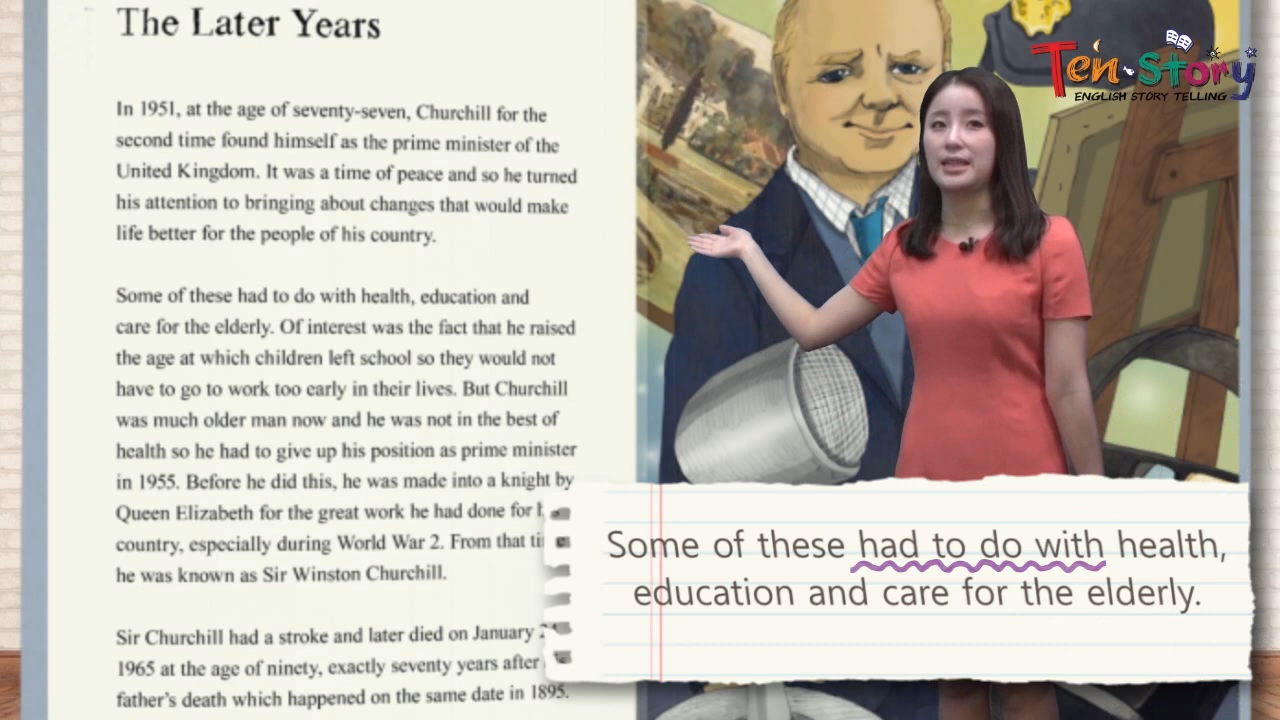 The Later Years
In 1951, at the age of seventy-seven, Churchill for the
second time found himself as the prime minister of the
United Kingdom. It was a time of peace and so he turned
his attention to bringing about changes that would make
life better for the people of his country.
Some of these had to do with health, education and
care for the elderly. Of interest was the fact that he raised
the age at which children left school so they would not
have to go to work too early in their lives. But Churchill
was much older man now and he was not in the best of
health so he had to give up his position as prime minister
in 1955. Before he did this, he was made into a knight by
Queen Elizabeth for the great work he had done for
country, especially during World War 2. From that
he was known as Sir Winston Churchill.
Sir Churchill had a stroke and later died on January
1965 at the age of ninety, exactly seventy years after
father's death which happened on the same date in 1895.
Ten Story
ENGLISH STORY TELLING
Some of these had to do with health,
education and care for the elderly.